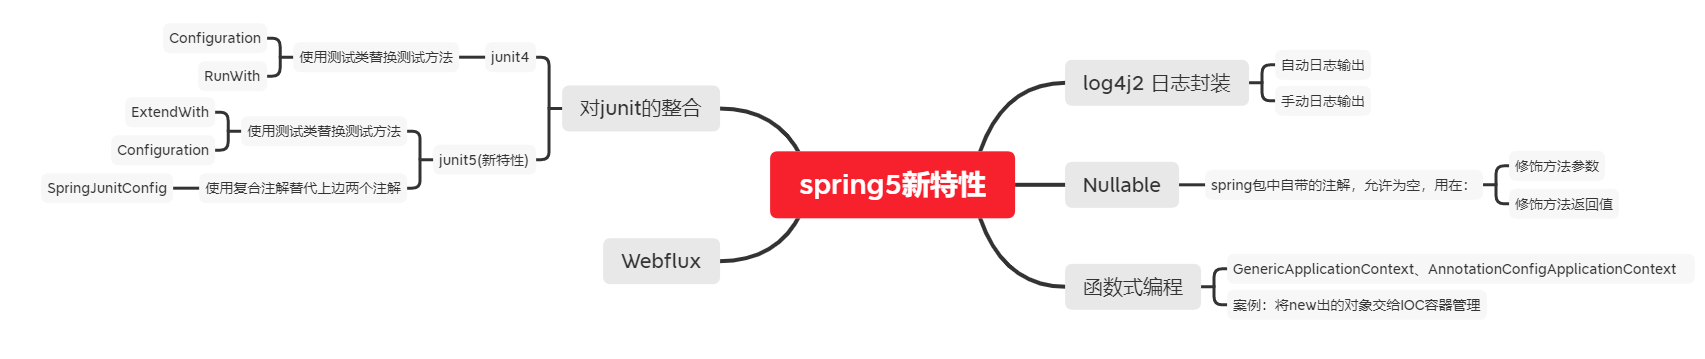 spring5新特性
log4j2 日志封装
自动日志输出
手动日志输出
Nullable
spring包中自带的注解，允许为空，用在：
修饰方法参数
修饰方法返回值
函数式编程
GenericApplicationContext、AnnotationConfigApplicationContext
案例：将new出的对象交给IOC容器管理
对junit的整合
junit4
使用测试类替换测试方法
Configuration
RunWith
junit5(新特性)
使用测试类替换测试方法
ExtendWith
Configuration
使用复合注解替代上边两个注解
SpringJunitConfig
Webflux